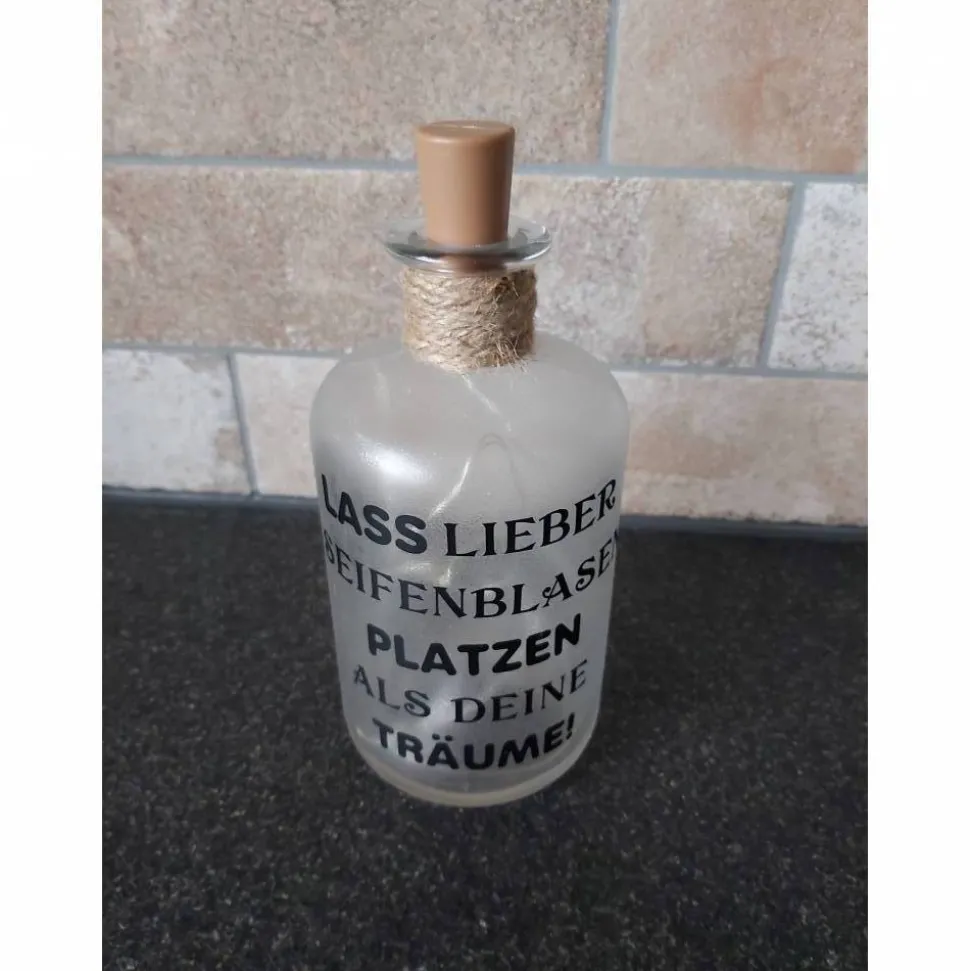 LASS LIEBER
SEIFENBLASEN
PLATZEN
ALS DEINE
TRÄUME!